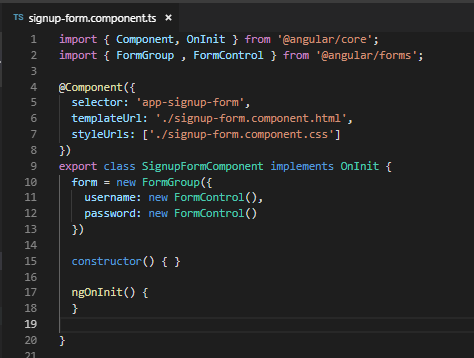 TS signup-form.component.ts ×
1 import { Component, OnInit } from '@angular/core';
2 import { FormGroup , FormControl } from '@angular/forms';
3
4 @Component({
5   selector: 'app-signup-form',
6   templateUrl: './signup-form.component.html',
7   styleUrls: ['./signup-form.component.css']
8 })
9 export class SignupFormComponent implements OnInit {
10   form = new FormGroup({
11     username: new FormControl(),
12     password: new FormControl()
13   })
14
15   constructor() { }
16
17   ngOnInit() {
18   }
19
20 }
21